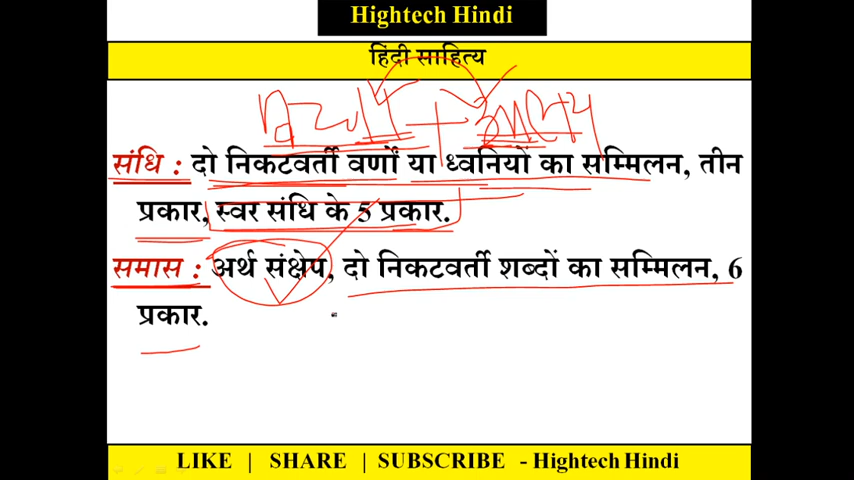 Hightech Hindi
हिंदी साहित्य
विद्या + आलय
संधि : दो निकटवर्ती वर्णों या ध्वनियों का सम्मिलन, तीन
प्रकार, स्वर संधि के 5 प्रकार.
समास : अर्थ संक्षेप, दो निकटवर्ती शब्दों का सम्मिलन, 6
प्रकार.
LIKE | SHARE | SUBSCRIBE - Hightech Hindi